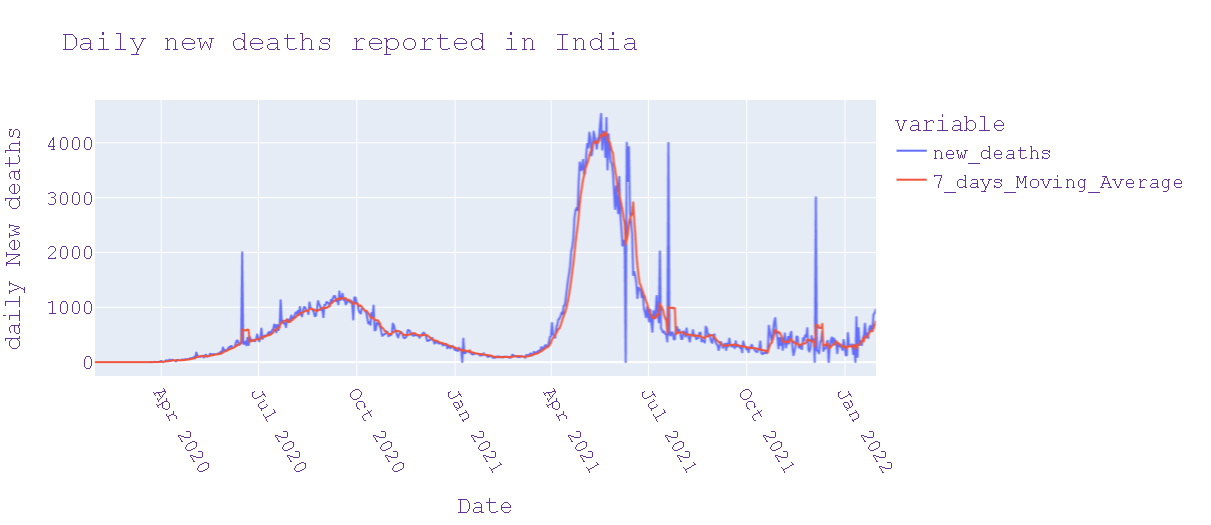 Daily new deaths reported in India
daily New deaths
4000
3000
2000
1000
0
Apr 2020
Jul 2020
Oct 2020
Jan 2021
Apr 2021
Jul 2021
Oct 2021
Jan 2022
Date
variable
new_deaths
7_days_Moving_Average